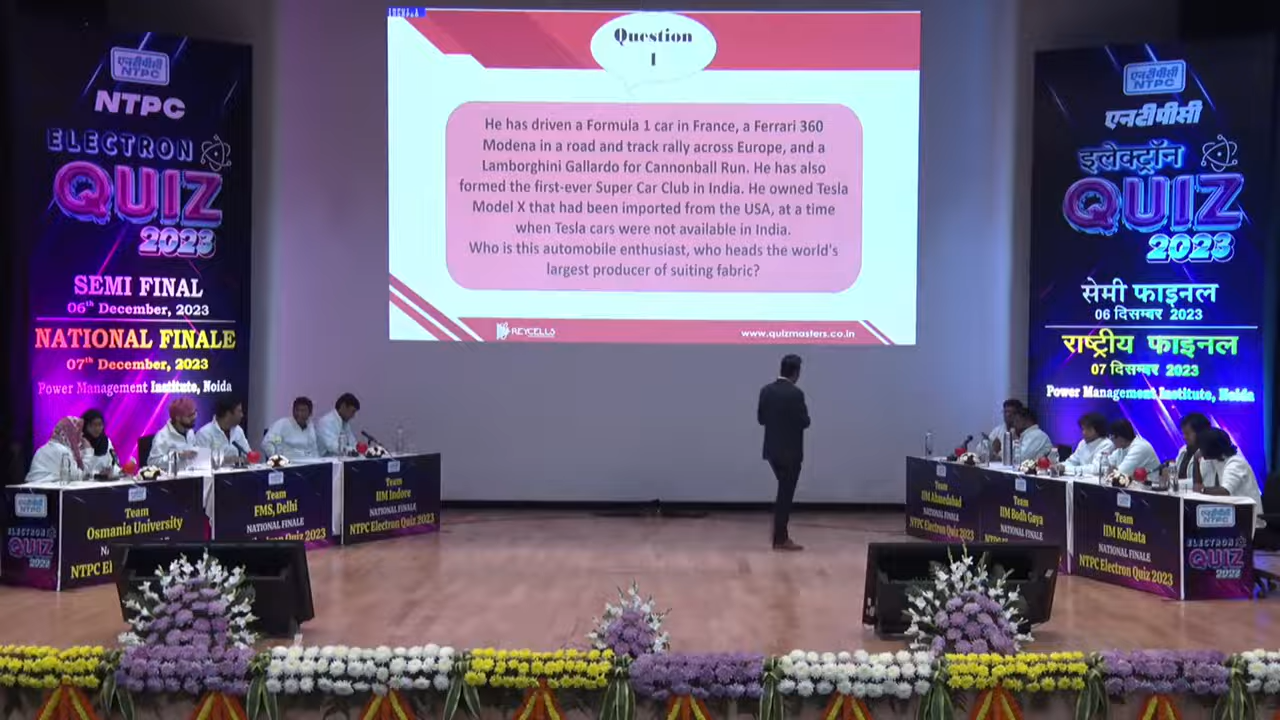 Question
1
He has driven a Formula 1 car in France, a Ferrari 360
Modena in a road and track rally across Europe, and a
Lamborghini Gallardo for Cannonball Run. He has also
formed the first-ever Super Car Club in India. He owned Tesla
Model X that had been imported from the USA, at a time
when Tesla cars were not available in India.
Who is this automobile enthusiast, who heads the world's
largest producer of suiting fabric?
REYCELLS
www.quizmasters.co.in
एनटीपीसी
NTPC
NTPC
ELECTRON
QUIZ
2023
SEMI FINAL
06th December, 2023
NATIONAL FINALE
07th December, 2023
Power Management Institute, Noida
एनटीपीसी
NTPC
एनटीपीसी
इलेक्ट्रॉन
QUIZ
2023
सेमी फाइनल
06 दिसम्बर 2023
राष्ट्रीय फाइनल
07 दिसम्बर 2023
Power Management Institute, Noida
ELECTRON
QUIZ
2023
Team
Osmania University
NTPC El
Team
FMS, Delhi
NATIONAL FINALE
Quiz 2023
Team
IIM Indore
NATIONAL FINALE
NTPC Electron Quiz 2023
Team
IIM Ahmedabad
NATIONAL FINALE
Team
IIM Bodh Gaya
NATIONAL FINALE
Team
IIM Kolkata
NATIONAL FINALE
NTPC Electron Quiz 2023
NTPC
ELECTRON
QUIZ
2023